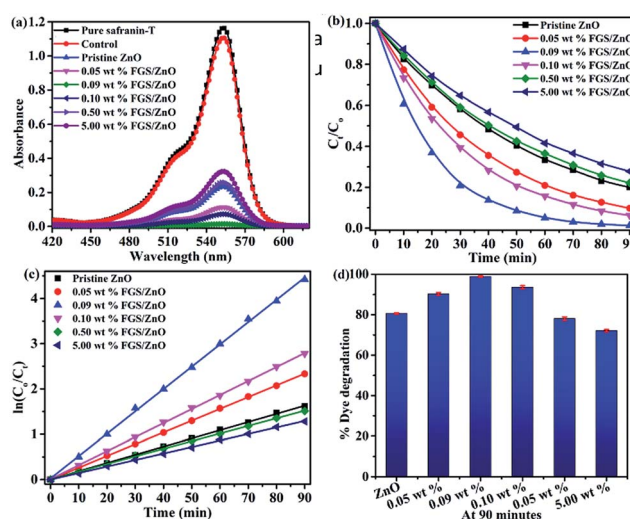 (a)
Pure safranin-T
Control
Pristine ZnO
0.05 wt % FGS/ZnO
0.09 wt % FGS/ZnO
0.10 wt % FGS/ZnO
0.50 wt % FGS/ZnO
5.00 wt % FGS/ZnO
Absorbance
1.2
1.0
0.8
0.6
0.4
0.2
0.0
420 450 480 510 540 570 600
Wavelength (nm)
a
(b)
Pristine ZnO
0.05 wt % FGS/ZnO
0.09 wt % FGS/ZnO
0.10 wt % FGS/ZnO
0.50 wt % FGS/ZnO
5.00 wt % FGS/ZnO
Ct/Co
1.0
0.8
0.6
0.4
0.2
0.0
0 10 20 30 40 50 60 70 80 90
Time (min)
(c)
Pristine ZnO
0.05 wt % FGS/ZnO
0.09 wt % FGS/ZnO
0.10 wt % FGS/ZnO
0.50 wt % FGS/ZnO
5.00 wt % FGS/ZnO
ln(Co/Ct)
4
3
2
1
0
0 10 20 30 40 50 60 70 80 90
Time (min)
(d)
% Dye degradation
100
80
60
40
20
0
ZnO 0.05 wt % 0.09 wt % 0.10 wt % 0.05 wt % 5.00 wt %
At 90 minutes